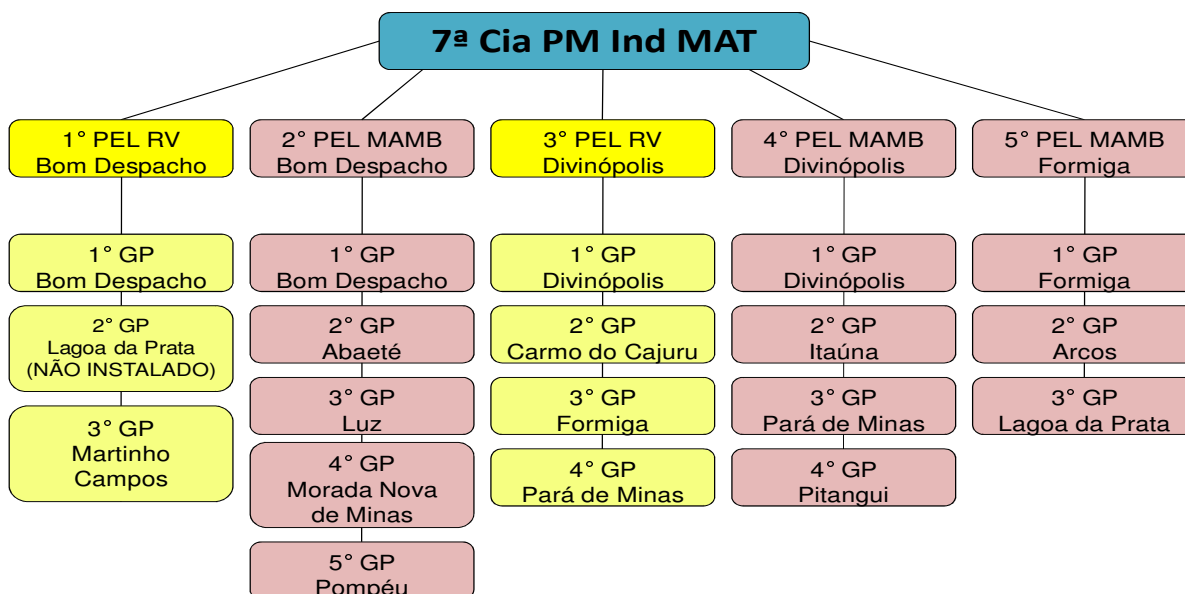 7ª Cia PM Ind MAT
1° PEL RV
Bom Despacho
2° PEL MAMB
Bom Despacho
3° PEL RV
Divinópolis
4° PEL MAMB
Divinópolis
5° PEL MAMB
Formiga
1° GP
Bom Despacho
2° GP
Lagoa da Prata
(NÃO INSTALADO)
3° GP
Martinho
Campos
1° GP
Bom Despacho
2° GP
Abaeté
3° GP
Luz
4° GP
Morada Nova
de Minas
5° GP
Pompéu
1° GP
Divinópolis
2° GP
Carmo do Cajuru
3° GP
Formiga
4° GP
Pará de Minas
1° GP
Divinópolis
2° GP
Itaúna
3° GP
Pará de Minas
4° GP
Pitangui
1° GP
Formiga
2° GP
Arcos
3° GP
Lagoa da Prata